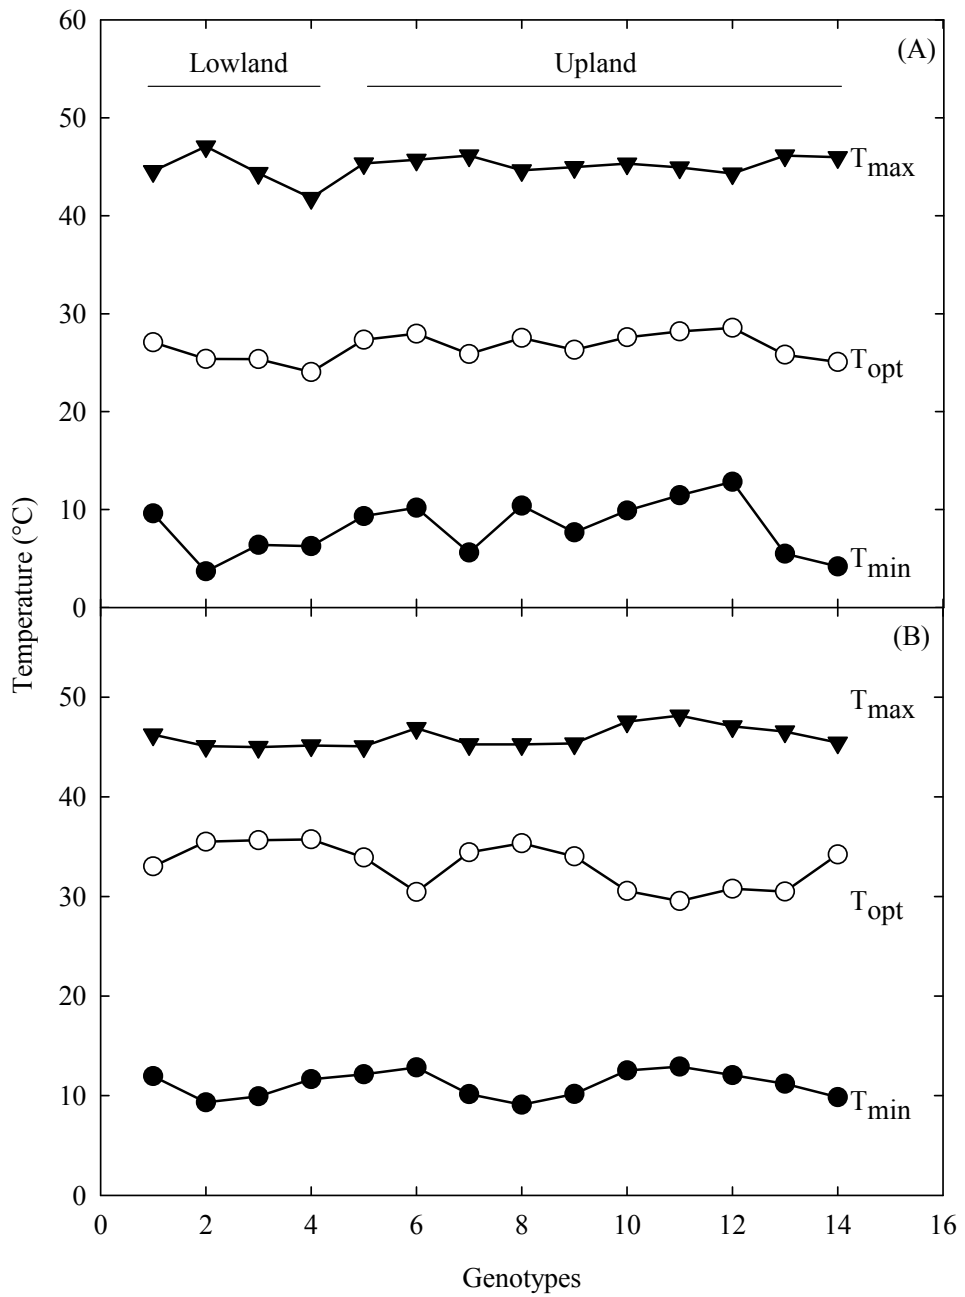 60
(A)
Lowland Upland
50
Tmax
40
30
Topt
20
10
Tmin
0
Temperature (°C)
(B)
50
Tmax
40
30
Topt
20
10
Tmin
0
0 2 4 6 8 10 12 14 16
Genotypes